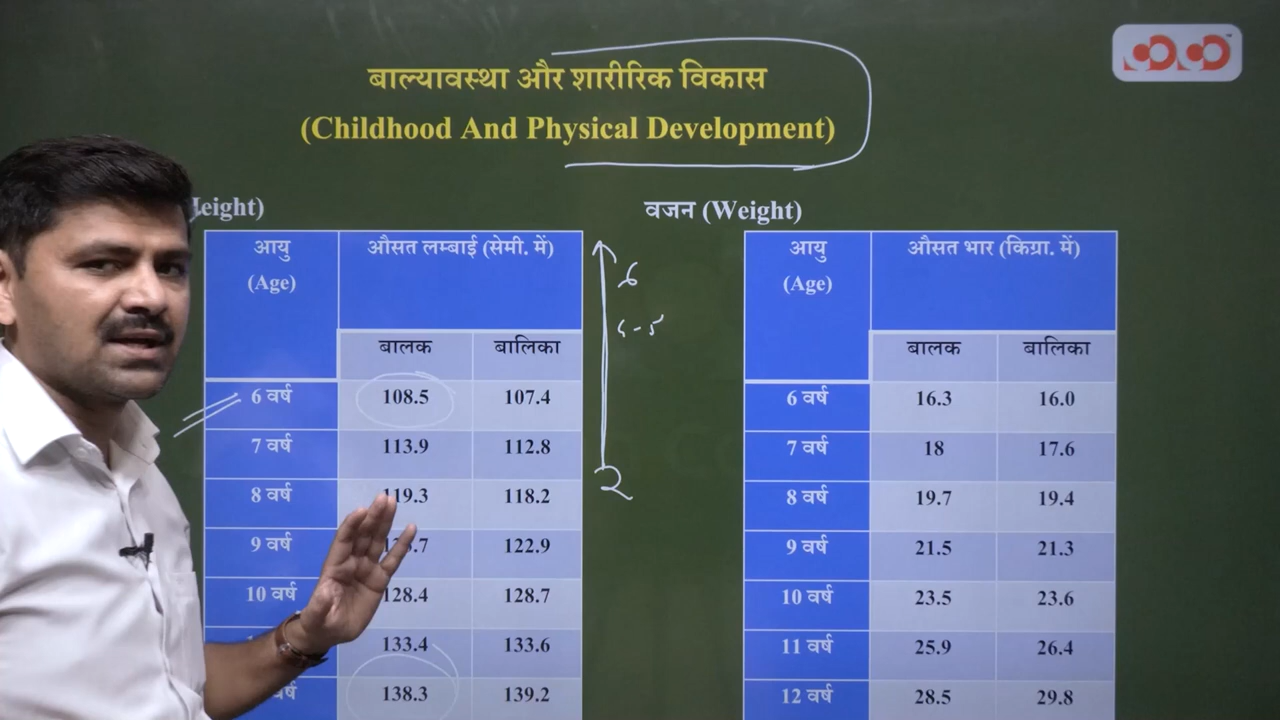 बाल्यावस्था और शारीरिक विकास
(Childhood And Physical Development)
Height)
आयु औसत लम्बाई (सेमी. में)
(Age)
बालक बालिका
6 वर्ष 108.5 107.4
7 वर्ष 113.9 112.8
8 वर्ष 119.3 118.2
9 वर्ष 122.9
10 वर्ष 128.4 128.7
133.4 133.6
वर्ष 138.3 139.2
6
2
वजन (Weight)
आयु औसत भार (किग्रा. में)
(Age)
बालक बालिका
6 वर्ष 16.3 16.0
7 वर्ष 18 17.6
8 वर्ष 19.7 19.4
9 वर्ष 21.5 21.3
10 वर्ष 23.5 23.6
11 वर्ष 25.9 26.4
12 वर्ष 28.5 29.8